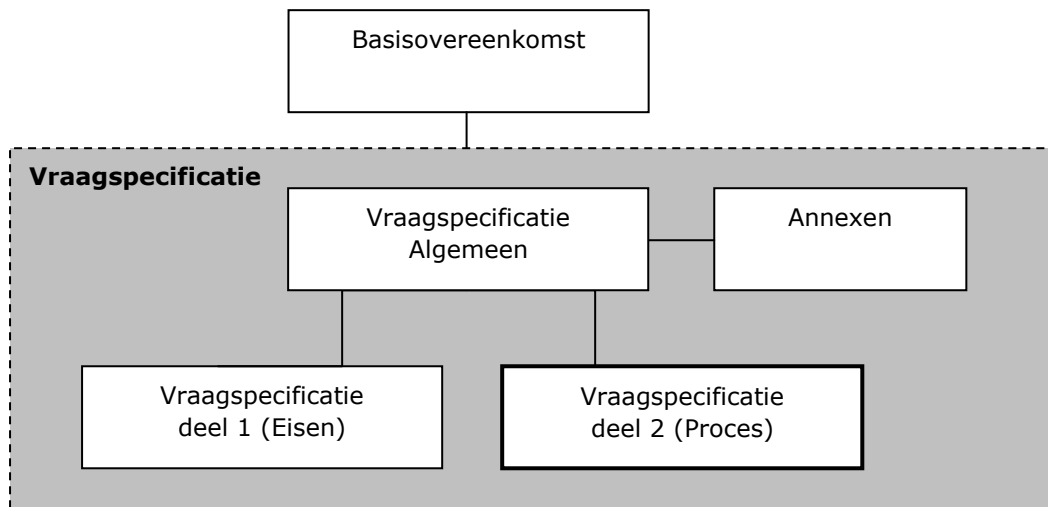 Basisovereenkomst
Vraagspecificatie
Vraagspecificatie
Algemeen
Annexen
Vraagspecificatie
deel 1 (Eisen)
Vraagspecificatie
deel 2 (Proces)